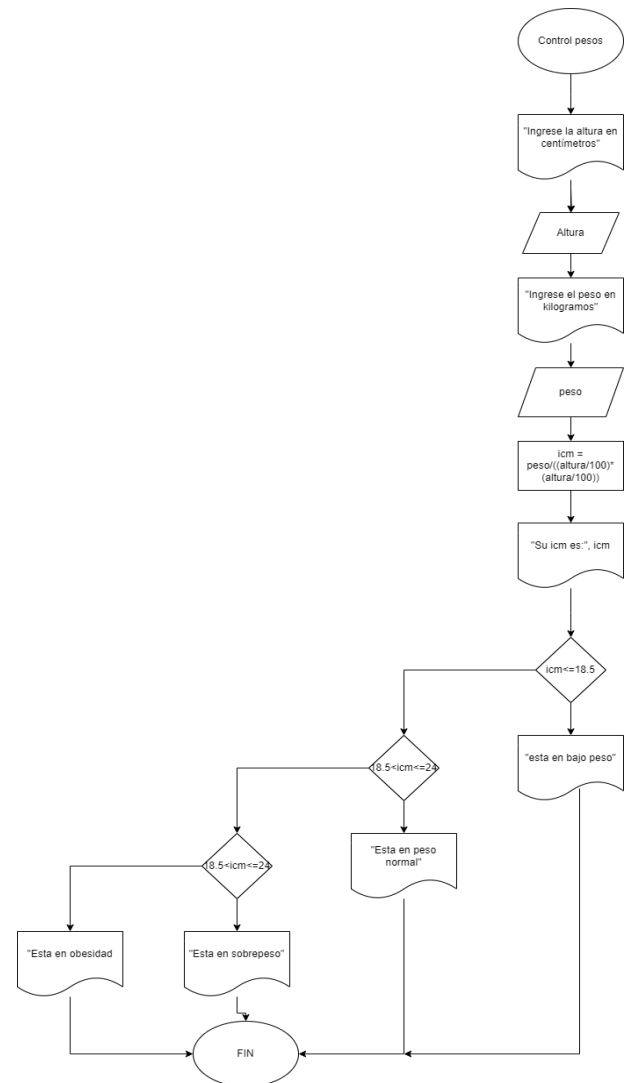 Control pesos
"Ingrese la altura en
centímetros"
Altura
"Ingrese el peso en
kilogramos"
peso
icm =
peso/((altura/100)*
(altura/100))
"Su icm es:", icm
icm<=18.5
"esta en bajo peso"
18.5<icm<=24
"Esta en peso
normal"
18.5<icm<=24
"Esta en obesidad
"Esta en sobrepeso"
FIN